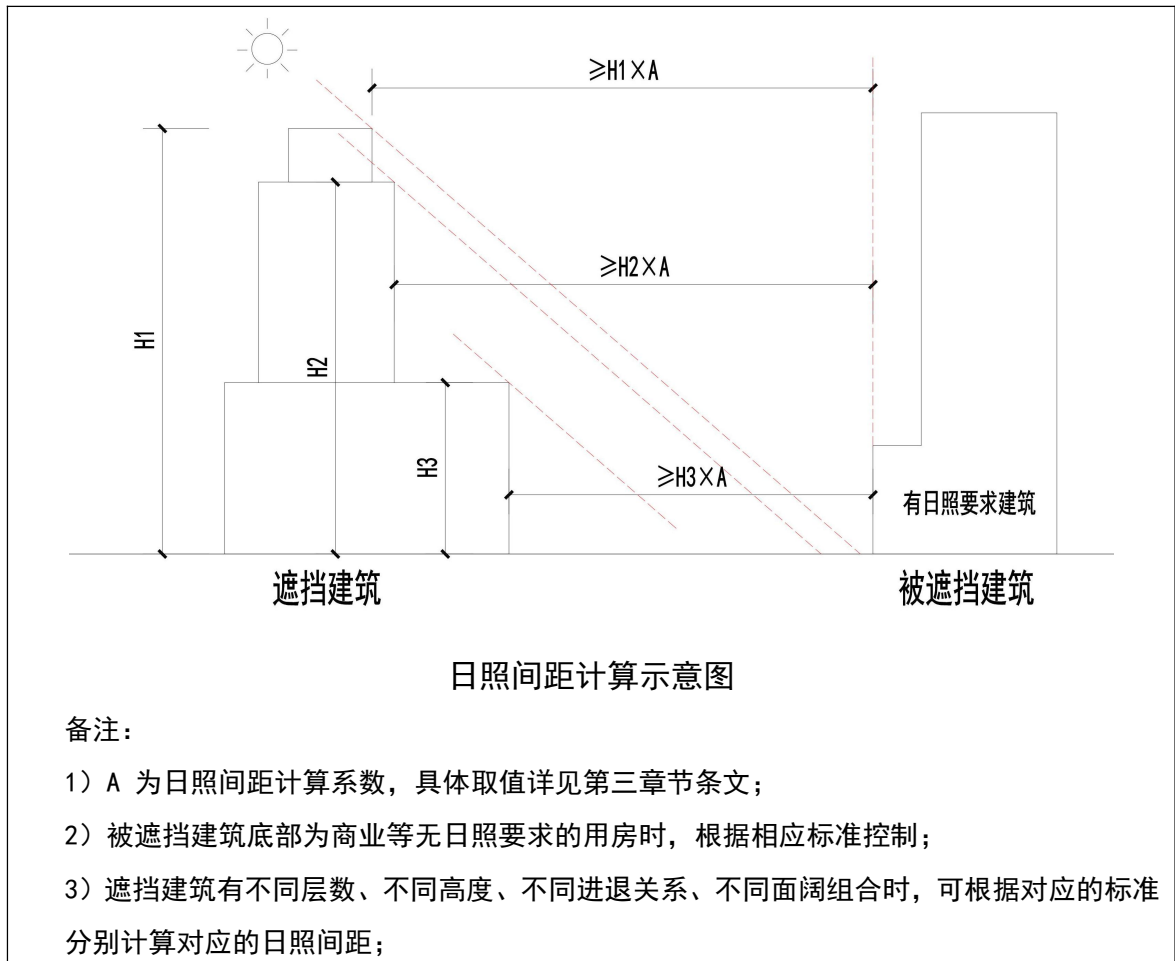 ≥H1×A
≥H2×A
H1
H2
H3
≥H3×A
有日照要求建筑
遮挡建筑
被遮挡建筑
日照间距计算示意图
备注：
1）A 为日照间距计算系数，具体取值详见第三章节条文；
2）被遮挡建筑底部为商业等无日照要求的用房时，根据相应标准控制；
3）遮挡建筑有不同层数、不同高度、不同进退关系、不同面阔组合时，可根据对应的标准
分别计算对应的日照间距；